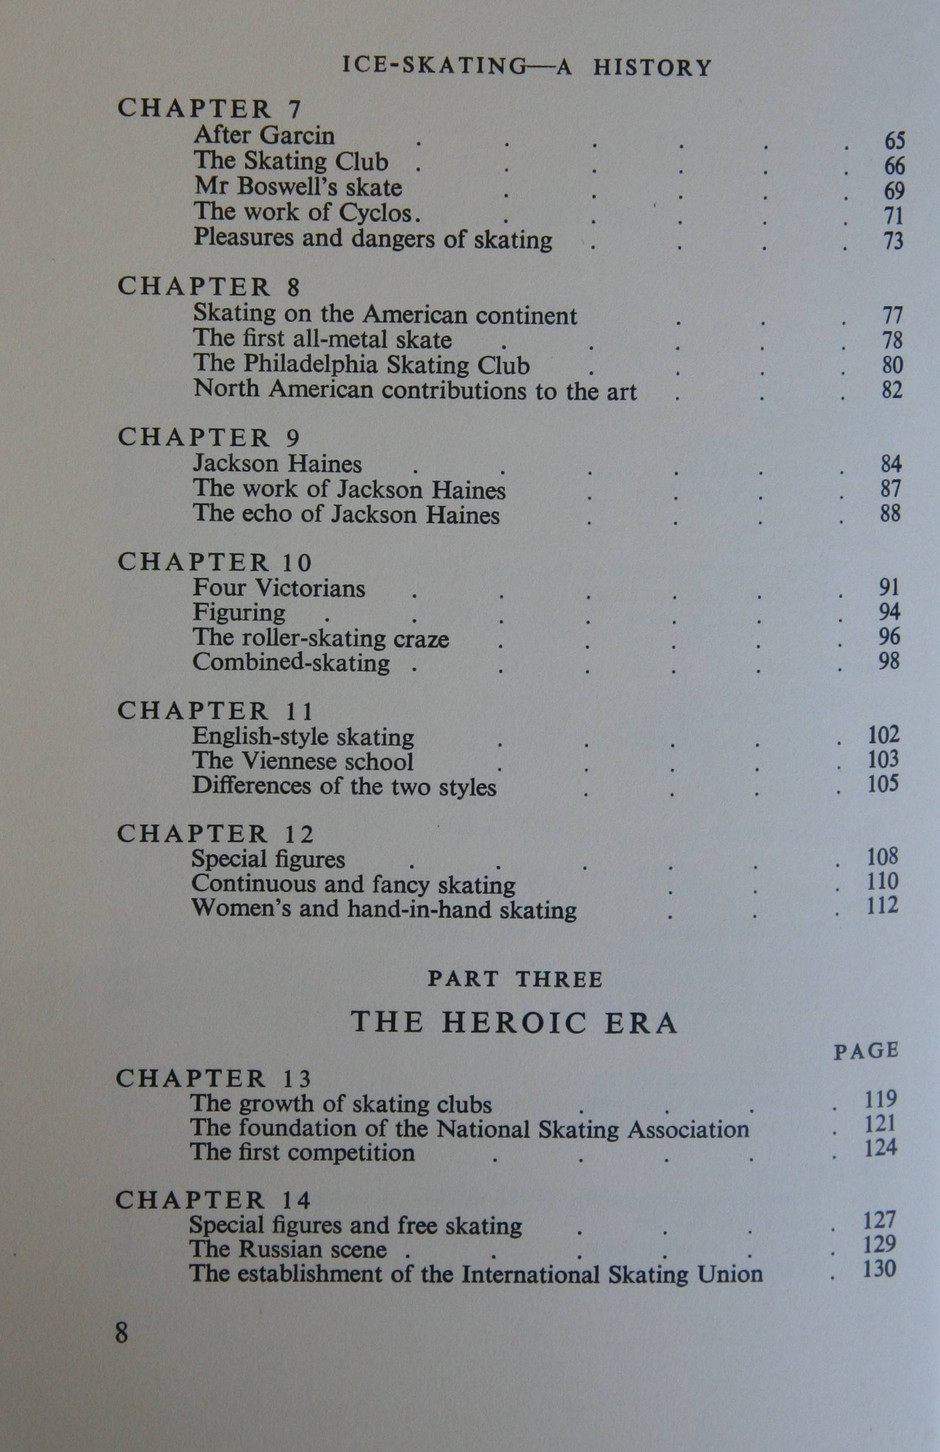 ICE-SKATING—A HISTORY
CHAPTER 7
After Garcin . . . . . . 65
The Skating Club . . . . . . 66
Mr Boswell's skate . . . . . 69
The work of Cyclos . . . . . . 71
Pleasures and dangers of skating . . . . 73
CHAPTER 8
Skating on the American continent . . . 77
The first all-metal skate . . . . . 78
The Philadelphia Skating Club . . . . 80
North American contributions to the art . . . 82
CHAPTER 9
Jackson Haines . . . . . . 84
The work of Jackson Haines . . . . 87
The echo of Jackson Haines . . . . 88
CHAPTER 10
Four Victorians . . . . . . 91
Figuring . . . . . . . 94
The roller-skating craze . . . . . 96
Combined-skating . . . . . . 98
CHAPTER 11
English-style skating . . . . . 102
The Viennese school . . . . . 103
Differences of the two styles . . . . 105
CHAPTER 12
Special figures . . . . . . 108
Continuous and fancy skating . . . 110
Women's and hand-in-hand skating . . . 112
PART THREE
THE HEROIC ERA
PAGE
CHAPTER 13
The growth of skating clubs . . . . 119
The foundation of the National Skating Association . 121
The first competition . . . . . 124
CHAPTER 14
Special figures and free skating . . . . 127
The Russian scene . . . . . . 129
The establishment of the International Skating Union . 130
8